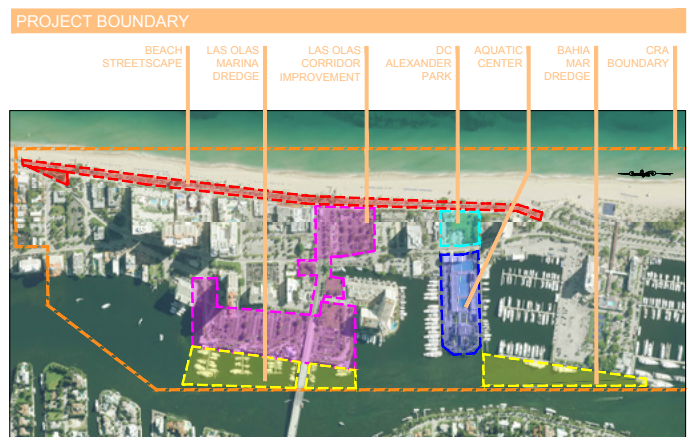 PROJECT BOUNDARY
BEACH
STREETSCAPE
LAS OLAS
MARINA
DREDGE
LAS OLAS
CORRIDOR
IMPROVEMENT
DC
ALEXANDER
PARK
AQUATIC
CENTER
BAHIA
MAR
DREDGE
CRA
BOUNDARY